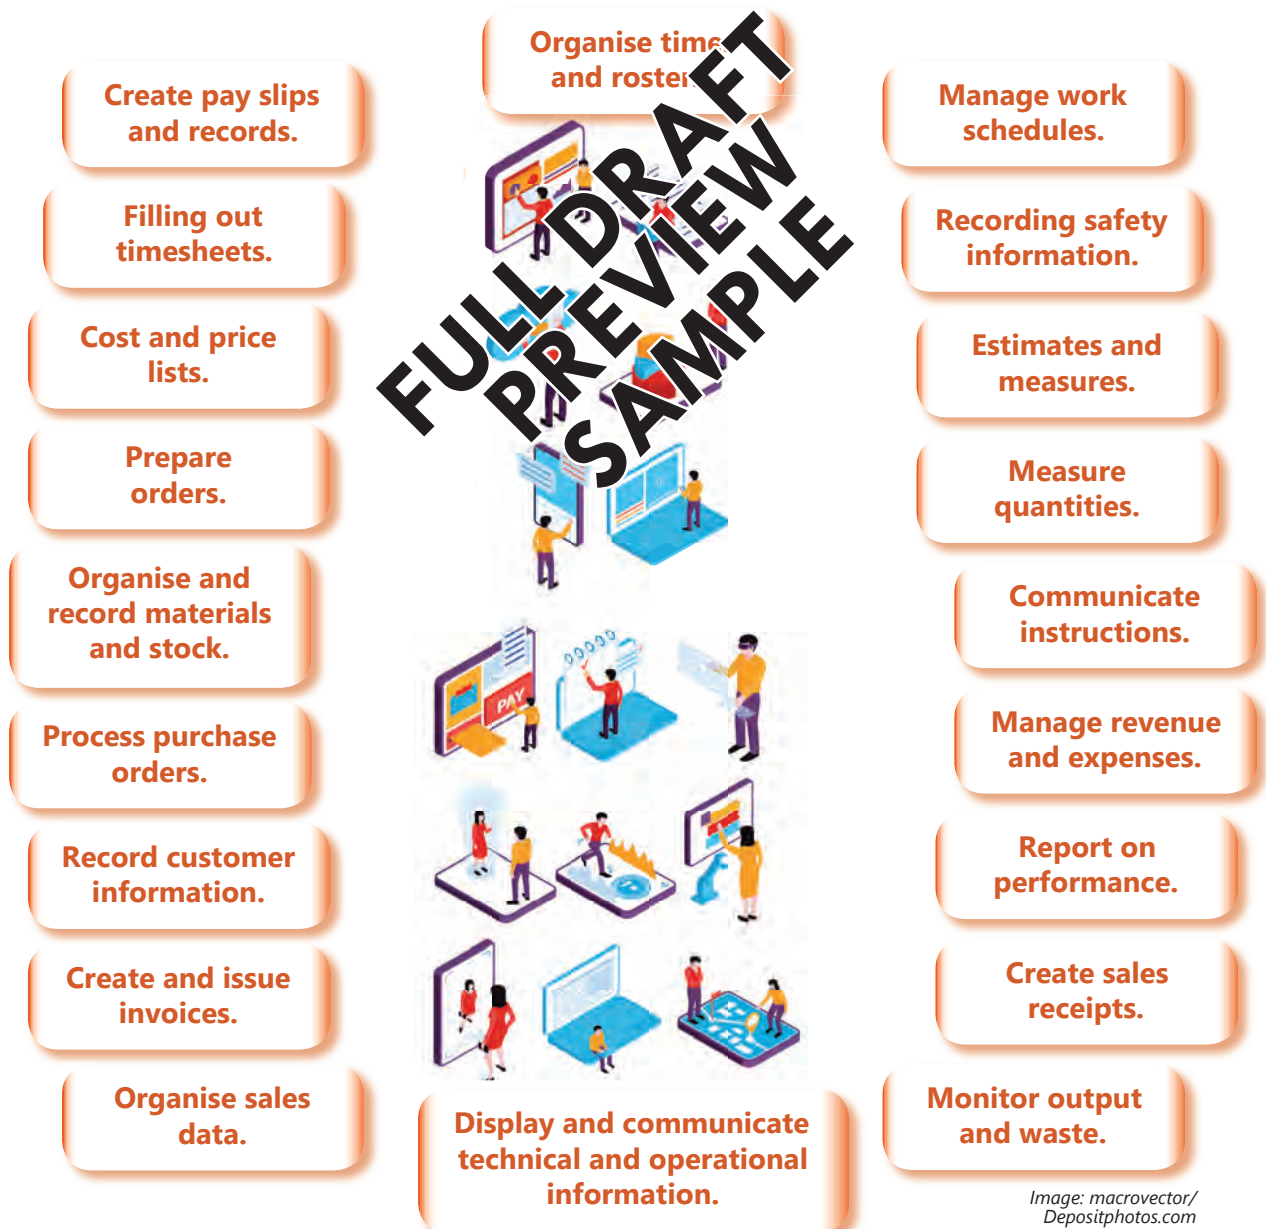 Organise time
and roster
Create pay slips
and records.
Filling out
timesheets.
Cost and price
lists.
Prepare
orders.
Organise and
record materials
and stock.
Process purchase
orders.
Record customer
information.
Create and issue
invoices.
Organise sales
data.
Manage work
schedules.
Recording safety
information.
Estimates and
measures.
Measure
quantities.
Communicate
instructions.
Manage revenue
and expenses.
Report on
performance.
Create sales
receipts.
Monitor output
and waste.
Display and communicate
technical and operational
information.
FULL DRAFT
PREVIEW
SAMPLE
PAY
Image: macrovector/
Depositphotos.com